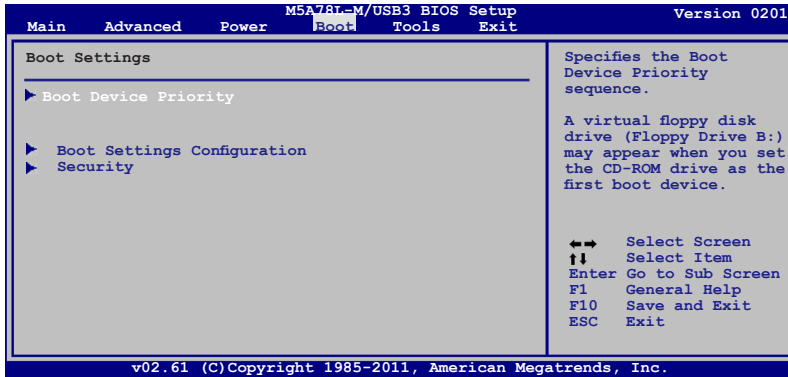 M5A78L-M/USB3 BIOS Setup Version 0201
Main Advanced Power Boot Tools Exit
Boot Settings
Boot Device Priority
Boot Settings Configuration
Security
Specifies the Boot
Device Priority
sequence.
A virtual floppy disk
drive (Floppy Drive B:)
may appear when you set
the CD-ROM drive as the
first boot device.
←→ Select Screen
↑↓ Select Item
Enter Go to Sub Screen
F1 General Help
F10 Save and Exit
ESC Exit
v02.61 (C)Copyright 1985-2011, American Megatrends, Inc.